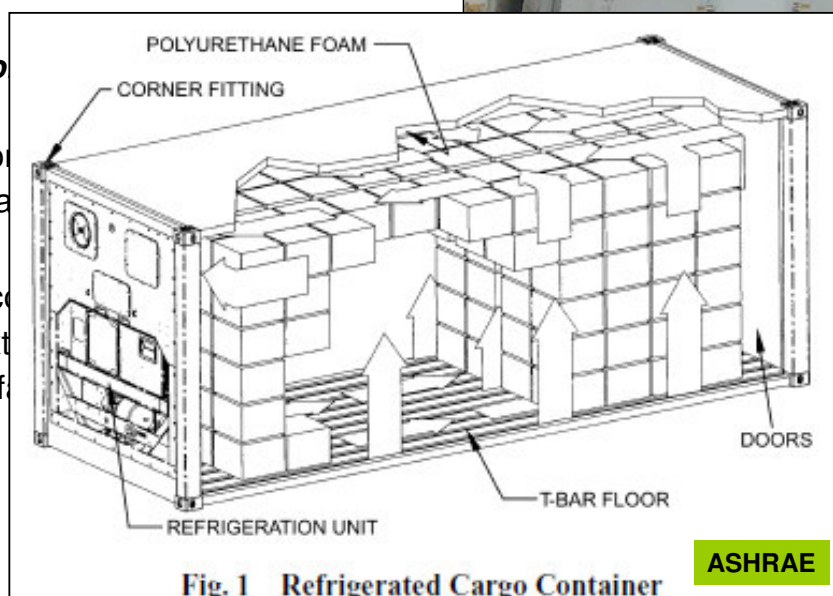 POLYURETHANE FOAM
CORNER FITTING
DOORS
T-BAR FLOOR
REFRIGERATION UNIT
ASHRAE
Fig. 1 Refrigerated Cargo Container